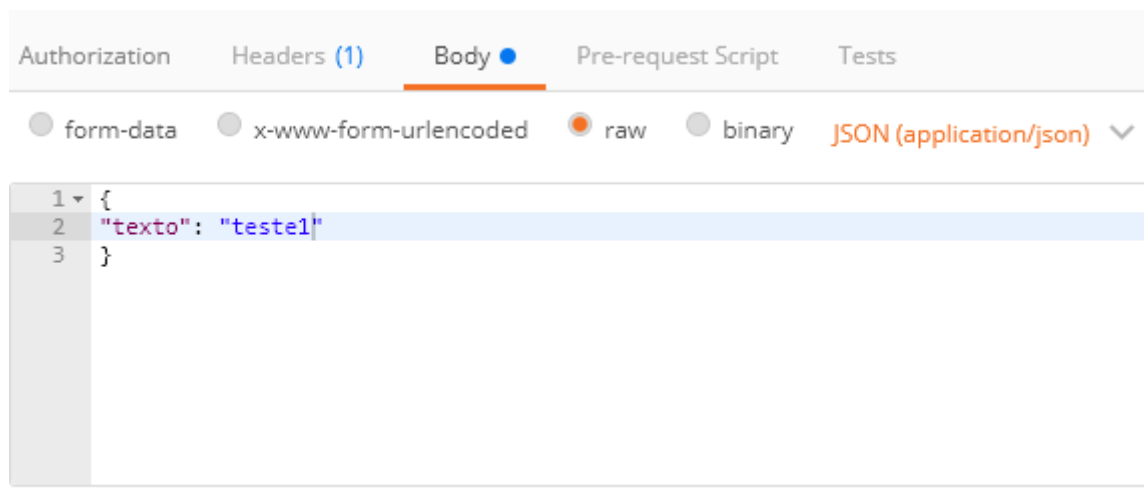 Authorization Headers (1) Body Pre-request Script Tests
form-data x-www-form-urlencoded raw binary JSON (application/json)
1 {
2 "texto": "teste1"
3 }